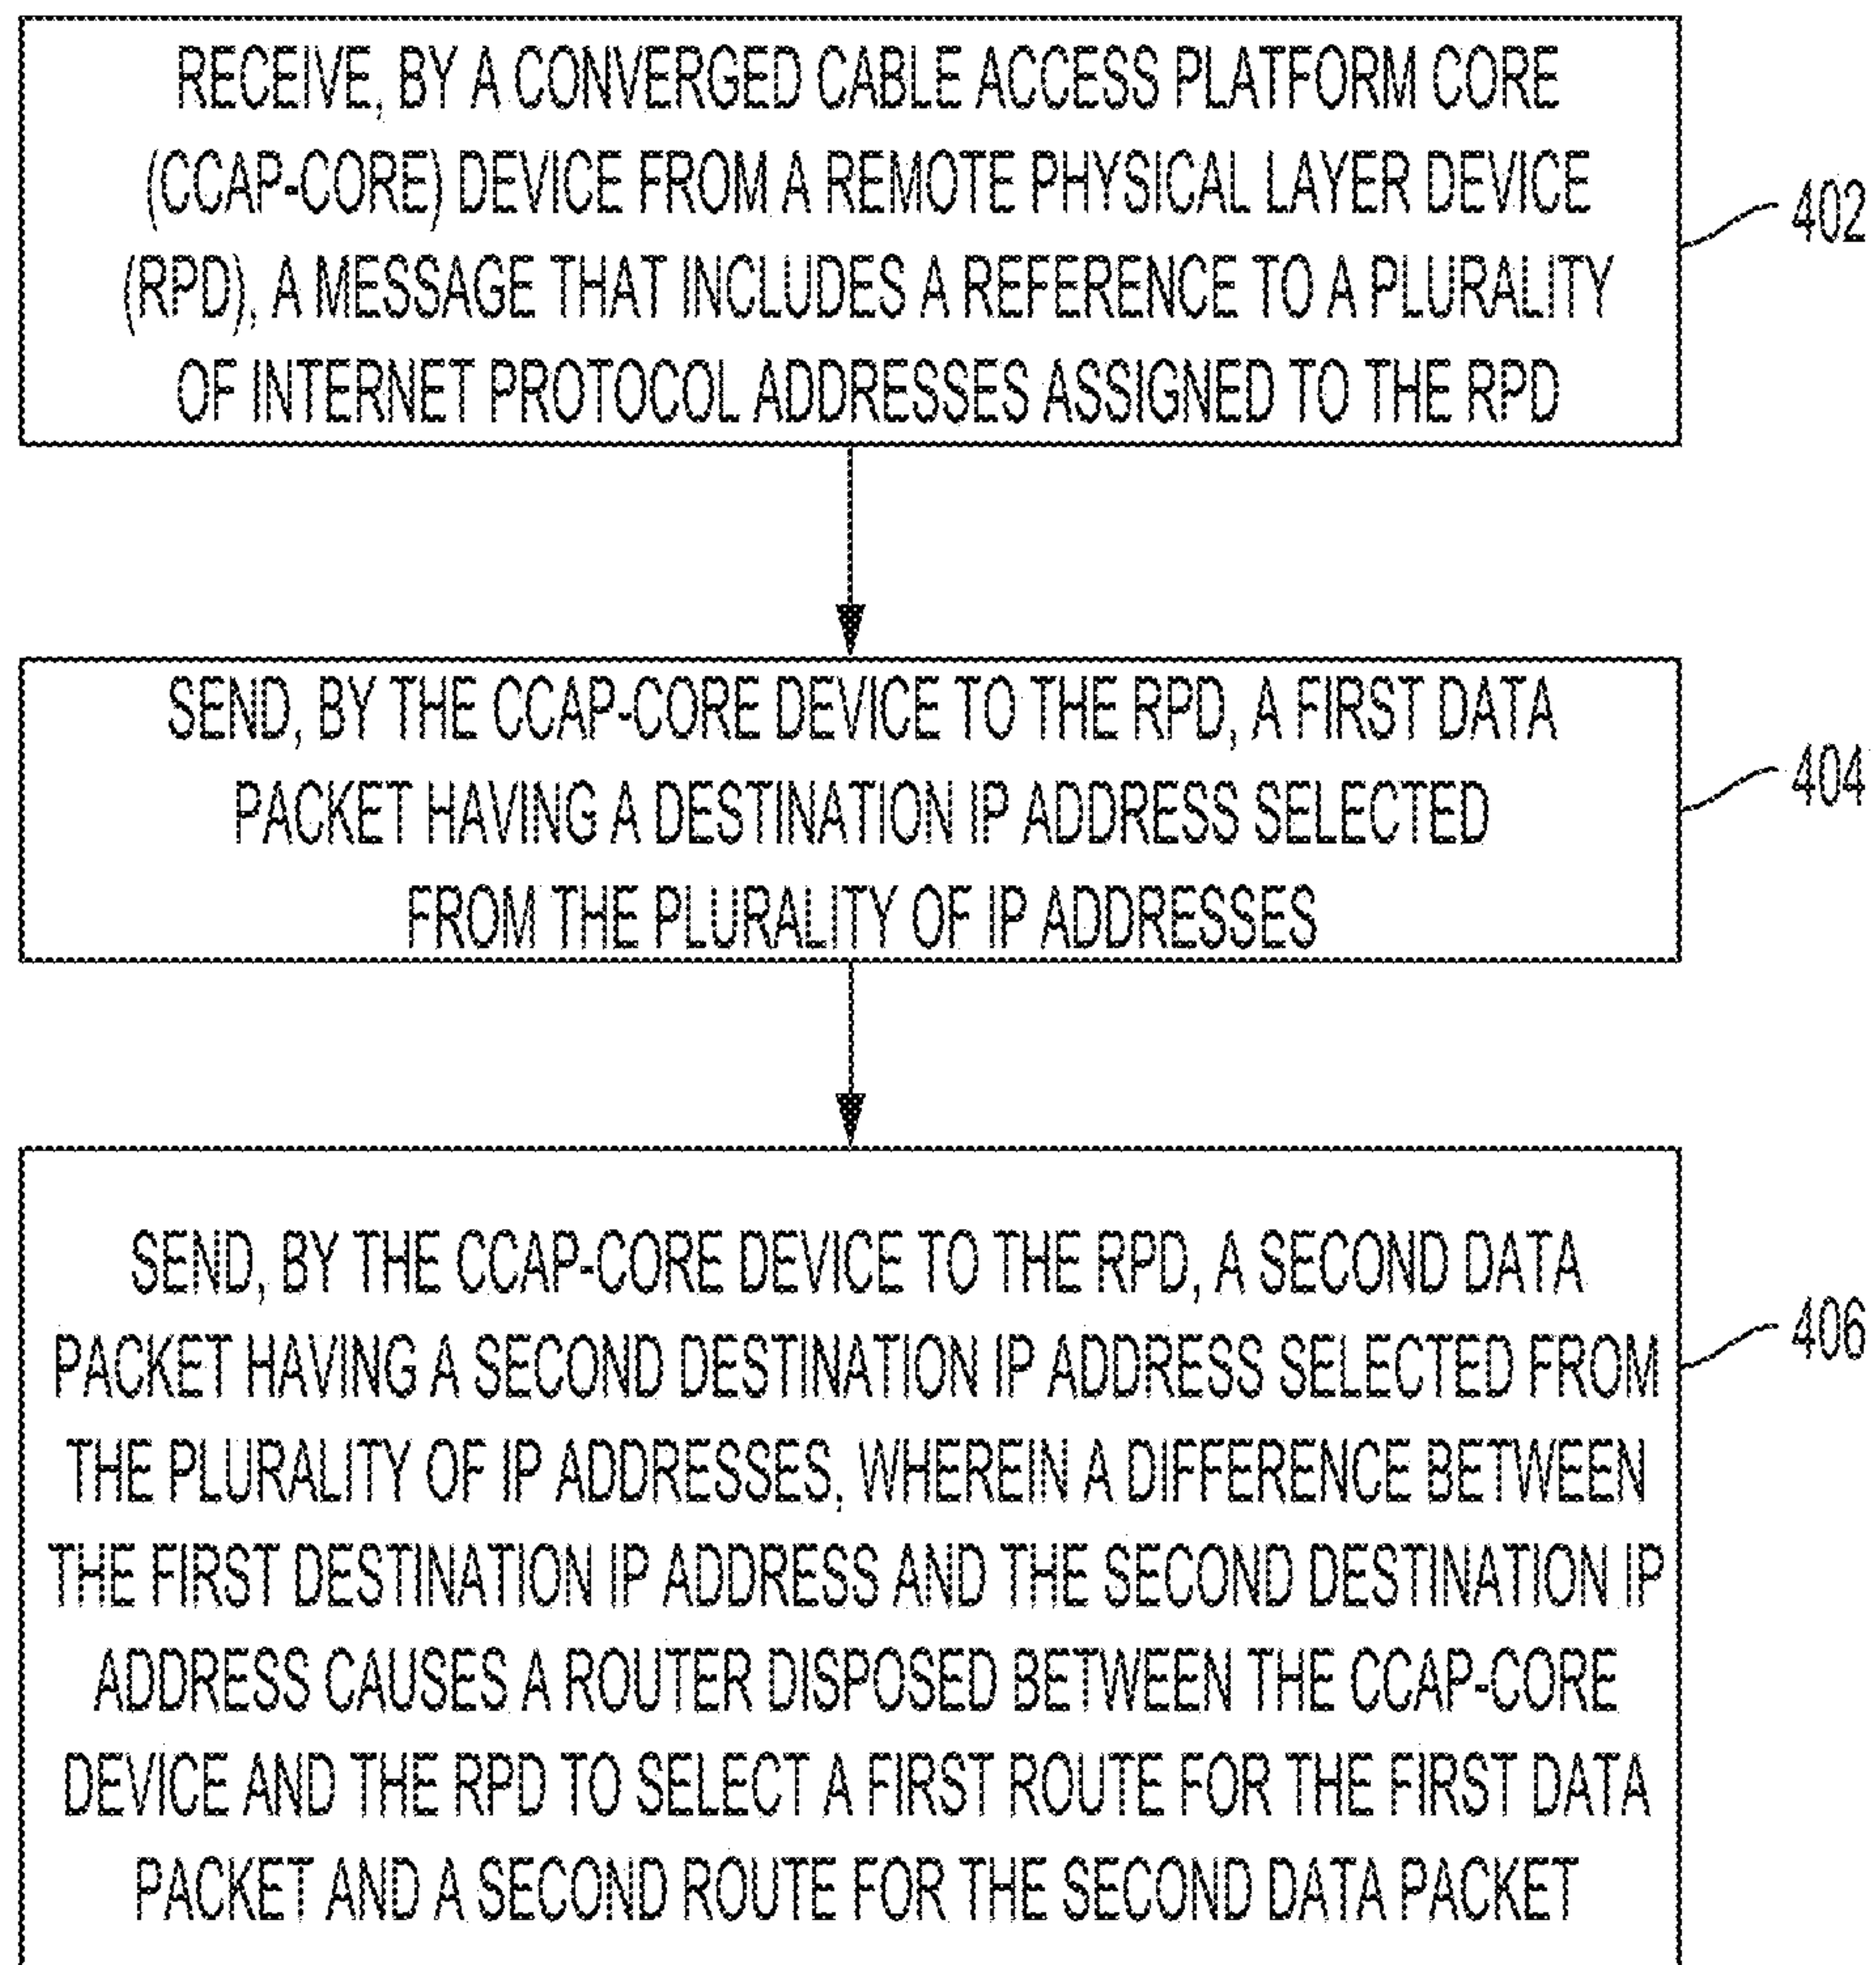 RECEIVE, BY A CONVERGED CABLE ACCESS PLATFORM CORE
(CCAP-CORE) DEVICE FROM A REMOTE PHYSICAL LAYER DEVICE
(RPD), A MESSAGE THAT INCLUDES A REFERENCE TO A PLURALITY
OF INTERNET PROTOCOL ADDRESSES ASSIGNED TO THE RPD
402
SEND, BY THE CCAP-CORE DEVICE TO THE RPD, A FIRST DATA
PACKET HAVING A DESTINATION IP ADDRESS SELECTED
FROM THE PLURALITY OF IP ADDRESSES
404
SEND, BY THE CCAP-CORE DEVICE TO THE RPD, A SECOND DATA
PACKET HAVING A SECOND DESTINATION IP ADDRESS SELECTED FROM
THE PLURALITY OF IP ADDRESSES, WHEREIN A DIFFERENCE BETWEEN
THE FIRST DESTINATION IP ADDRESS AND THE SECOND DESTINATION IP
ADDRESS CAUSES A ROUTER DISPOSED BETWEEN THE CCAP-CORE
DEVICE AND THE RPD TO SELECT A FIRST ROUTE FOR THE FIRST DATA
PACKET AND A SECOND ROUTE FOR THE SECOND DATA PACKET
406